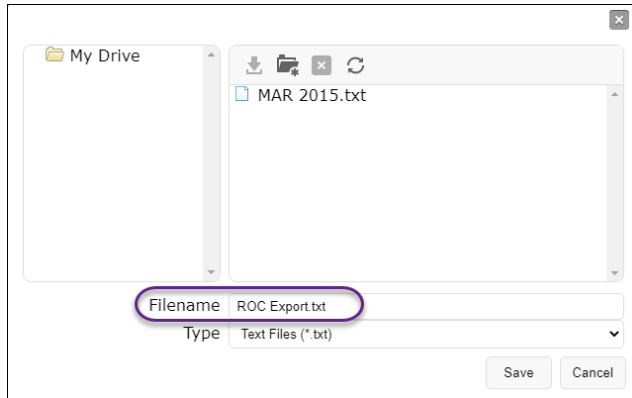 My Drive
MAR 2015.txt
Filename ROC Export.txt
Type Text Files (*.txt)
Save Cancel